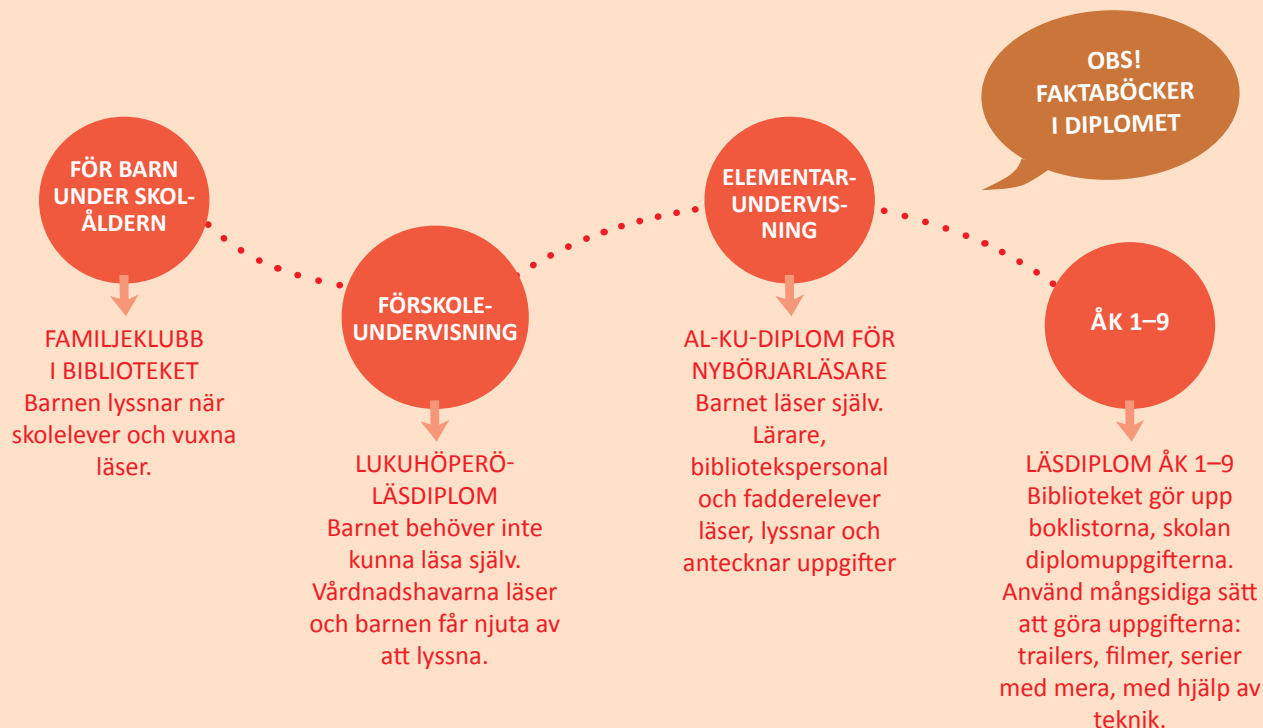 OBS!
FAKTABÖCKER
I DIPLOMET
FÖR BARN
UNDER SKOL-
ÅLDERN
FAMILJEKLUBB
I BIBLIOTEKET
Barnen lyssnar när
skolelever och vuxna
läser.
FÖRSKOLE-
UNDERVISNING
LUKUHÖPERÖ-
LÄSDIPLOM
Barnet behöver inte
kunna läsa själv.
Vårdnadshavarna läser
och barnen får njuta av
att lyssna.
ELEMENTAR-
UNDERVIS-
NING
AL-KU-DIPLOM FÖR
NYBÖRJARLÄSARE
Barnet läser själv.
Lärare,
bibliotekspersonal
och fadderelever
läser, lyssnar och
antecknar uppgifter
ÅK 1–9
LÄSDIPLOM ÅK 1–9
Biblioteket gör upp
boklistorna, skolan
diplomuppgifterna.
Använd mångsidiga sätt
att göra uppgifterna:
trailers, filmer, serier
med mera, med hjälp av
teknik.